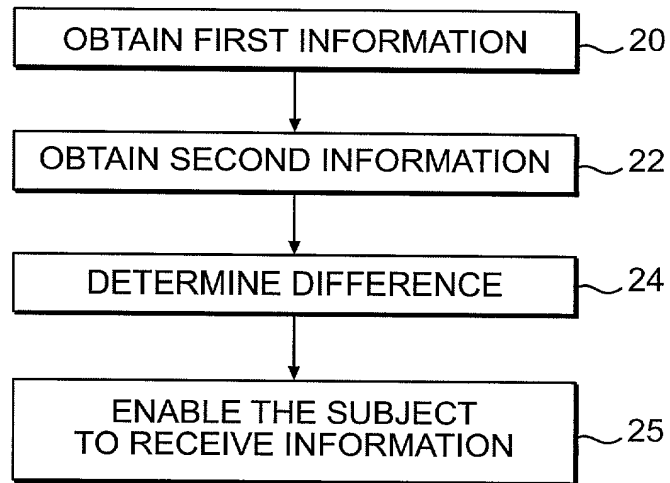 OBTAIN FIRST INFORMATION
20
OBTAIN SECOND INFORMATION
22
DETERMINE DIFFERENCE
24
ENABLE THE SUBJECT
TO RECEIVE INFORMATION
25